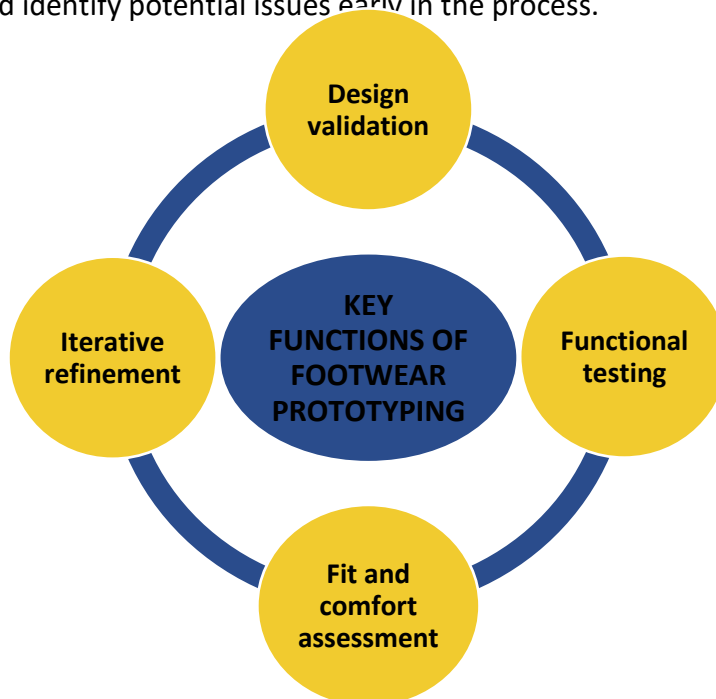 d identify potential issues early in the process.
Design
validation
KEY
FUNCTIONS OF
FOOTWEAR
PROTOTYPING
Iterative
refinement
Functional
testing
Fit and
comfort
assessment